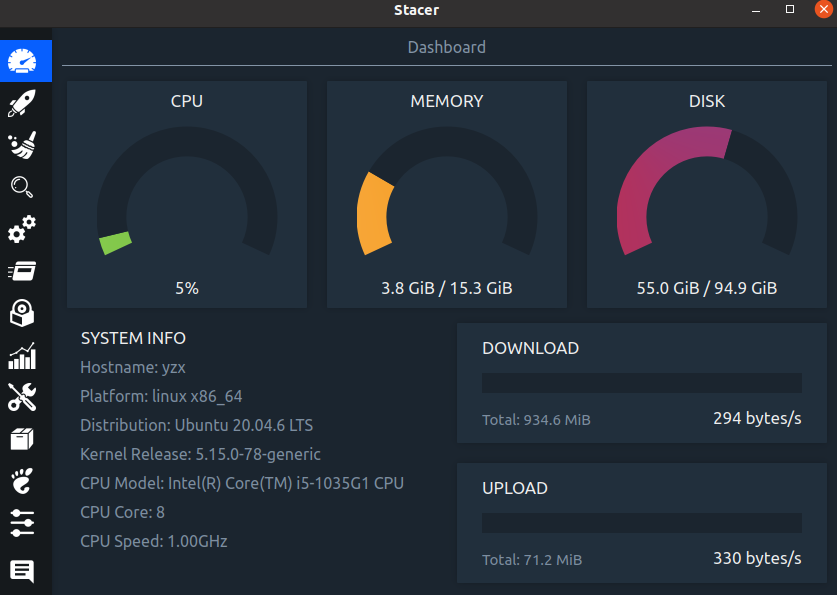 Stacer
Dashboard
CPU
5%
MEMORY
3.8 GiB / 15.3 GiB
DISK
55.0 GiB / 94.9 GiB
SYSTEM INFO
Hostname: yzx
Platform: linux x86_64
Distribution: Ubuntu 20.04.6 LTS
Kernel Release: 5.15.0-78-generic
CPU Model: Intel(R) Core(TM) i5-1035G1 CPU
CPU Core: 8
CPU Speed: 1.00GHz
DOWNLOAD
Total: 934.6 MiB
294 bytes/s
UPLOAD
Total: 71.2 MiB
330 bytes/s